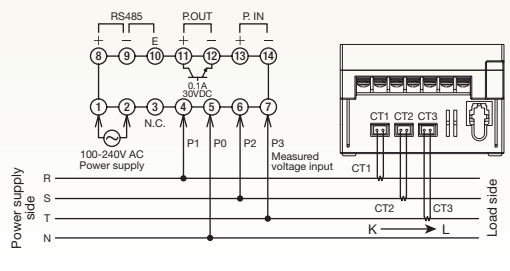 RS485 P.OUT P. IN
+ − E + − + −
8 9 10 11 12 13 14
0.1A
30VDC
1 2 3 4 5 6 7
N.C.
100-240V AC
Power supply
P1 P0 P2 P3
Measured
voltage input
CT1 CT2 CT3
CT1
R
S
T
N
CT2 CT3
K L
Power supply
side
Load side